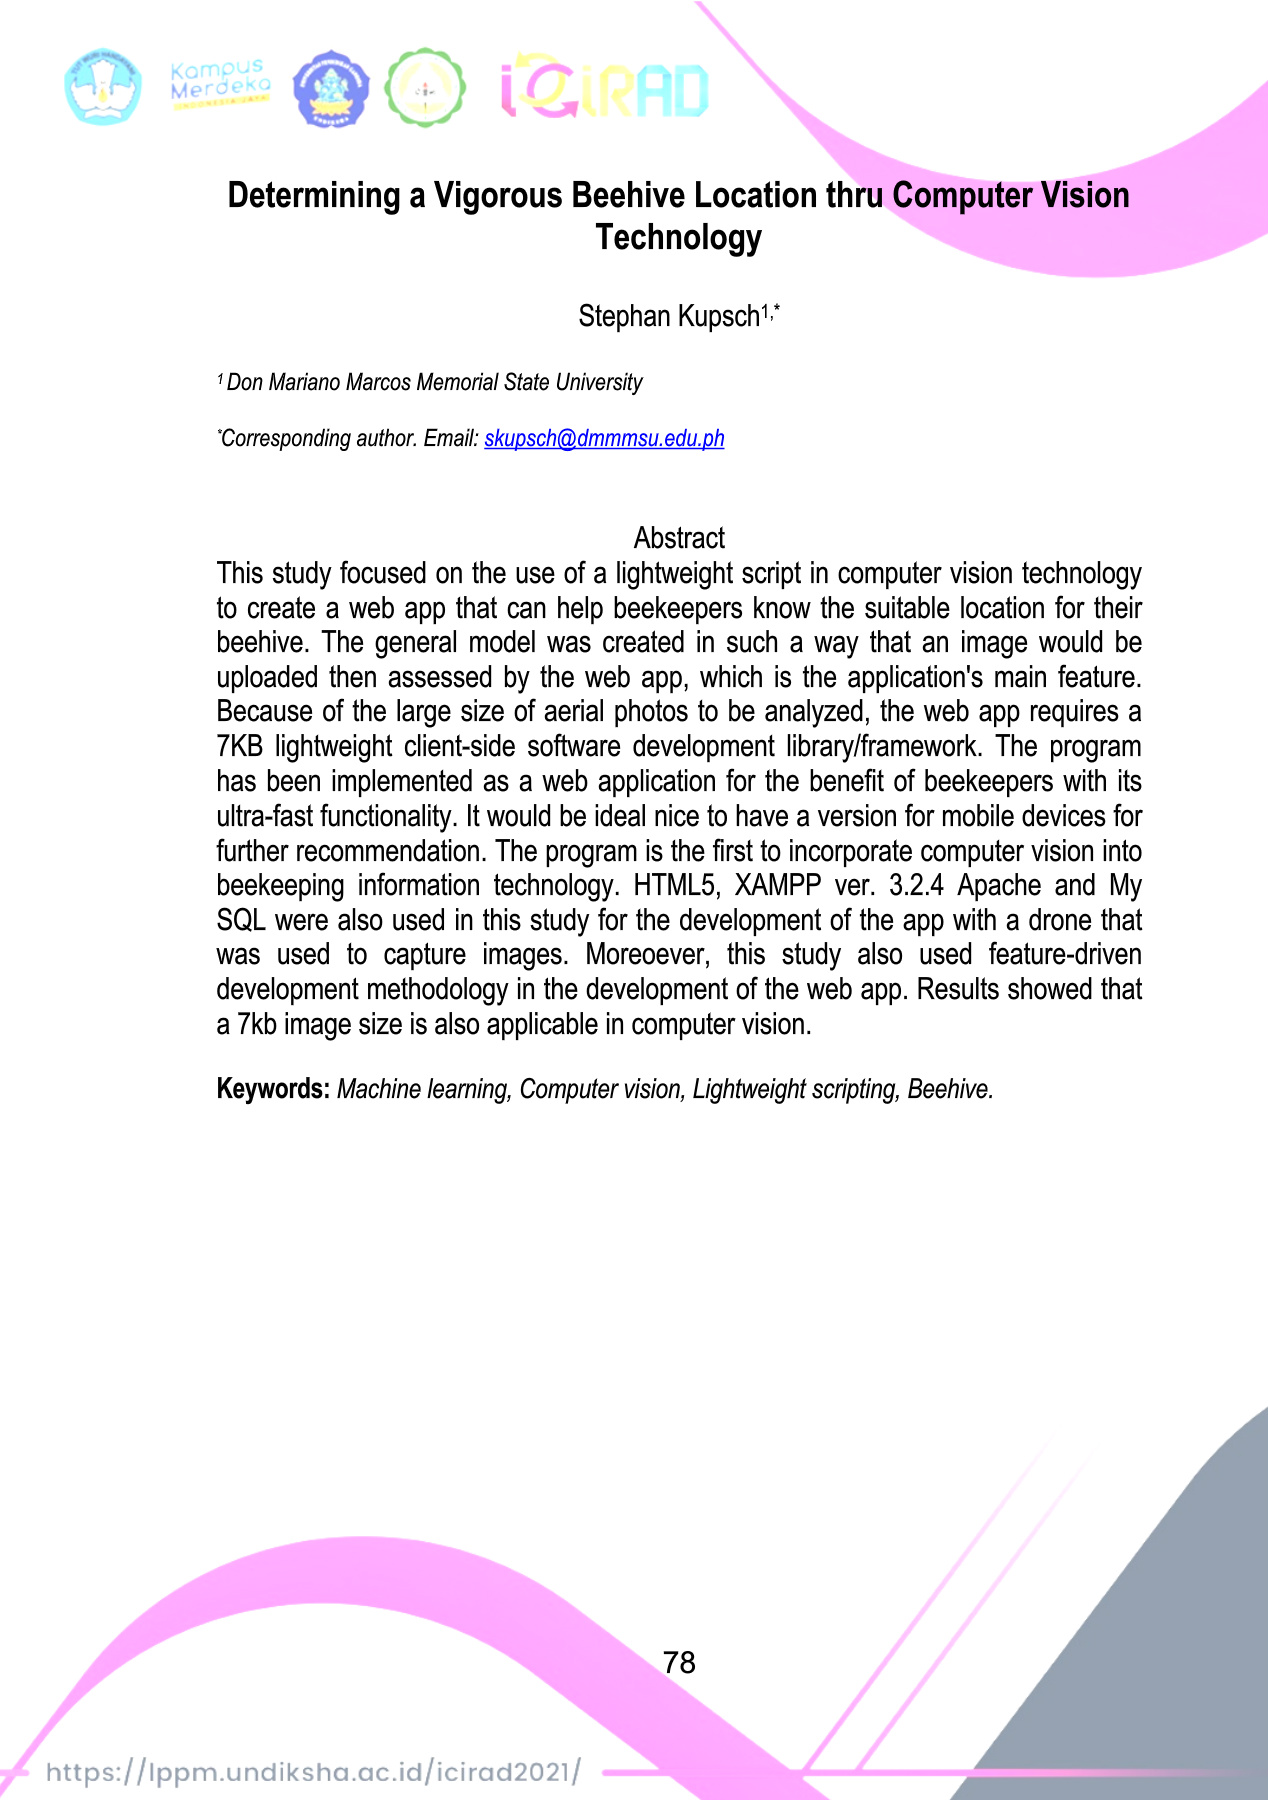 Kampus
Merdeka
INDONESIA JAYA
iCiRAD
Determining a Vigorous Beehive Location thru Computer Vision
Technology
Stephan Kupsch1,*
1 Don Mariano Marcos Memorial State University
*Corresponding author. Email: skupsch@dmmmsu.edu.ph
Abstract
This study focused on the use of a lightweight script in computer vision technology
to create a web app that can help beekeepers know the suitable location for their
beehive. The general model was created in such a way that an image would be
uploaded then assessed by the web app, which is the application's main feature.
Because of the large size of aerial photos to be analyzed, the web app requires a
7KB lightweight client-side software development library/framework. The program
has been implemented as a web application for the benefit of beekeepers with its
ultra-fast functionality. It would be ideal nice to have a version for mobile devices for
further recommendation. The program is the first to incorporate computer vision into
beekeeping information technology. HTML5, XAMPP ver. 3.2.4 Apache and My
SQL were also used in this study for the development of the app with a drone that
was used to capture images. Moreoever, this study also used feature-driven
development methodology in the development of the web app. Results showed that
a 7kb image size is also applicable in computer vision.
Keywords: Machine learning, Computer vision, Lightweight scripting, Beehive.
78
https://lppm.undiksha.ac.id/icirad2021/